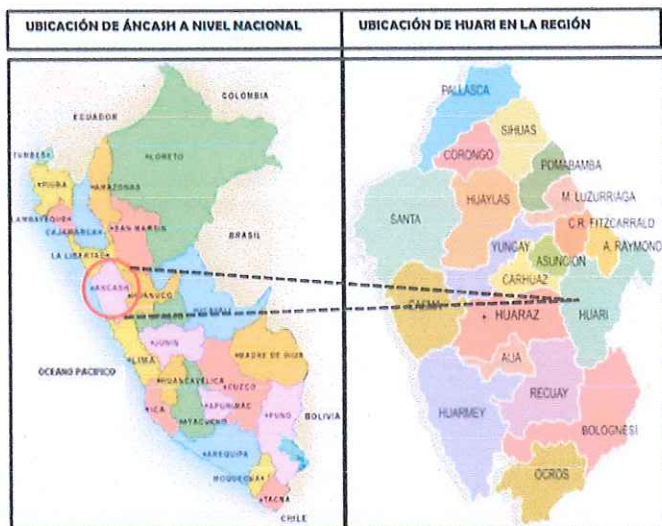 UBICACIÓN DE ÁNCASH A NIVEL NACIONAL
UBICACIÓN DE HUARI EN LA REGIÓN
COLOMBIA
ECUADOR
TUMBES
LORETO
PIURA
AMAZONAS
LAMBAYEQUE
CAJAMARCA
SAN MARTIN
BRASIL
LA LIBERTAD
ANCASH
HUANUCO
UCAYALI
JUNIN
LIMA
MADRE DE DIOS
OCEANO PACIFICO
HUANCAVELICA
CUZCO
ICA
APURIMAC
AYACUCHO
PUNO
BOLIVIA
AREQUIPA
MOQUEGUA
TACNA
CHILE
PALLASCA
SIHUAS
CORONGO
POMABAMBA
HUAYLAS
M. LUZURRIAGA
SANTA
C.R. FITZCARRALD
YUNGAY
A. RAYMOND
ASUNCION
CARHUAZ
HUARAZ
HUARI
AIJA
RECUAY
HUARMEY
BOLOGNESI
OCROS